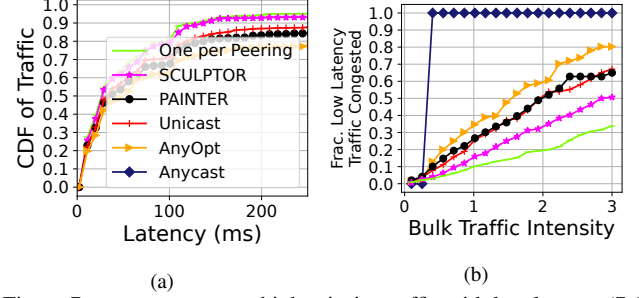 1.0
0.9
0.8
0.7
0.6
0.5
0.4
0.3
0.2
0.1
0.0
CDF of Traffic
One per Peering
SCULPTOR
PAINTER
Unicast
AnyOpt
Anycast
0 100 200
Latency (ms)
(a)
1.0
0.9
0.8
0.7
0.6
0.5
0.4
0.3
0.2
0.1
0.0
Frac. Low Latency
Traffic Congested
0 1 2 3
Bulk Traffic Intensity
(b)